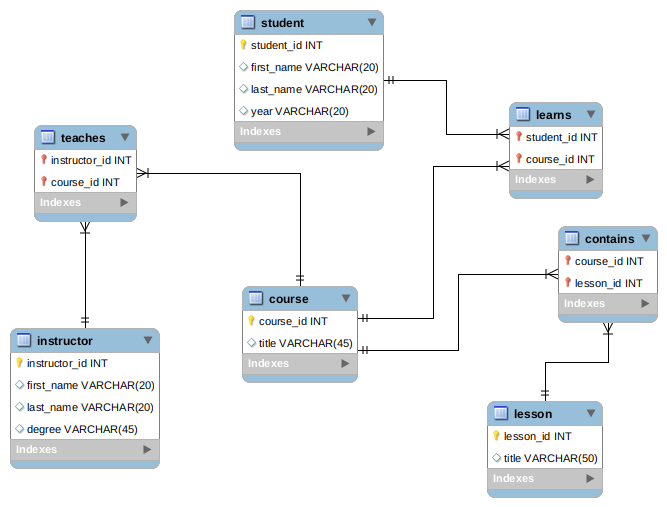 student
student_id INT
first_name VARCHAR(20)
last_name VARCHAR(20)
year VARCHAR(20)
Indexes
learns
student_id INT
course_id INT
Indexes
teaches
instructor_id INT
course_id INT
Indexes
contains
course_id INT
lesson_id INT
Indexes
course
course_id INT
title VARCHAR(45)
Indexes
instructor
instructor_id INT
first_name VARCHAR(20)
last_name VARCHAR(20)
degree VARCHAR(45)
Indexes
lesson
lesson_id INT
title VARCHAR(50)
Indexes